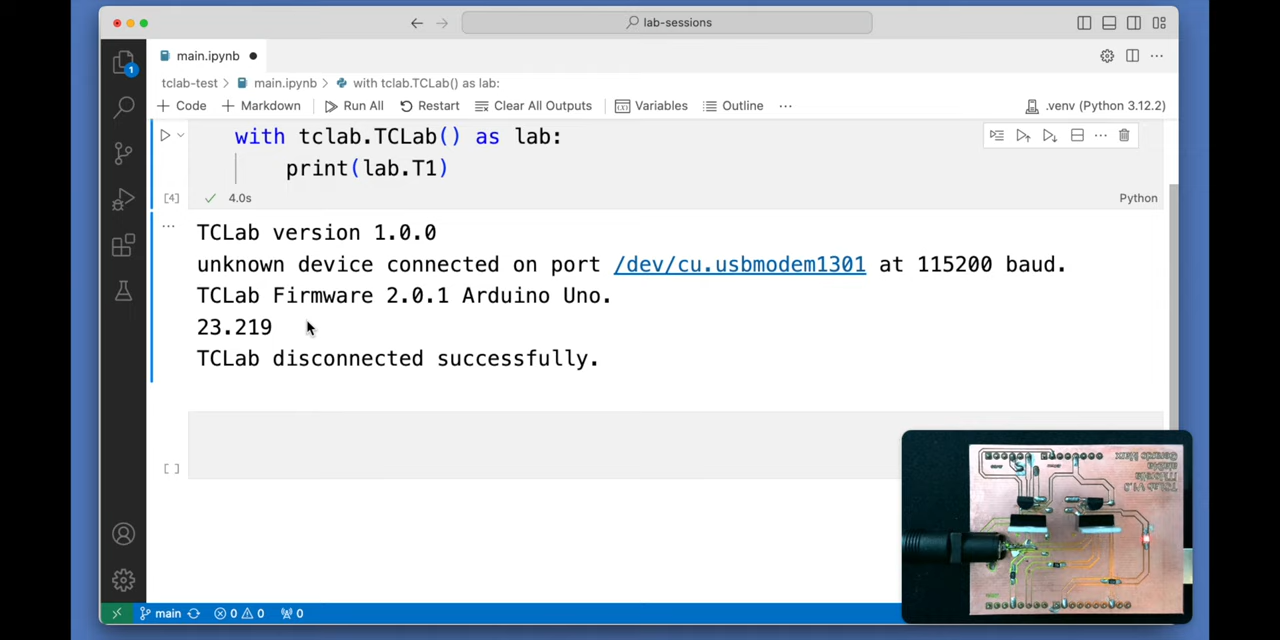 lab-sessions
main.ipynb
1
tclab-test > main.ipynb > with tclab.TCLab() as lab:
+ Code + Markdown Run All Restart Clear All Outputs Variables Outline ... .venv (Python 3.12.2)
with tclab.TCLab() as lab:
print(lab.T1)
[4] 4.0s Python
TCLab version 1.0.0
unknown device connected on port /dev/cu.usbmodem1301 at 115200 baud.
TCLab Firmware 2.0.1 Arduino Uno.
23.219
TCLab disconnected successfully.
[ ]
main 0 0 0